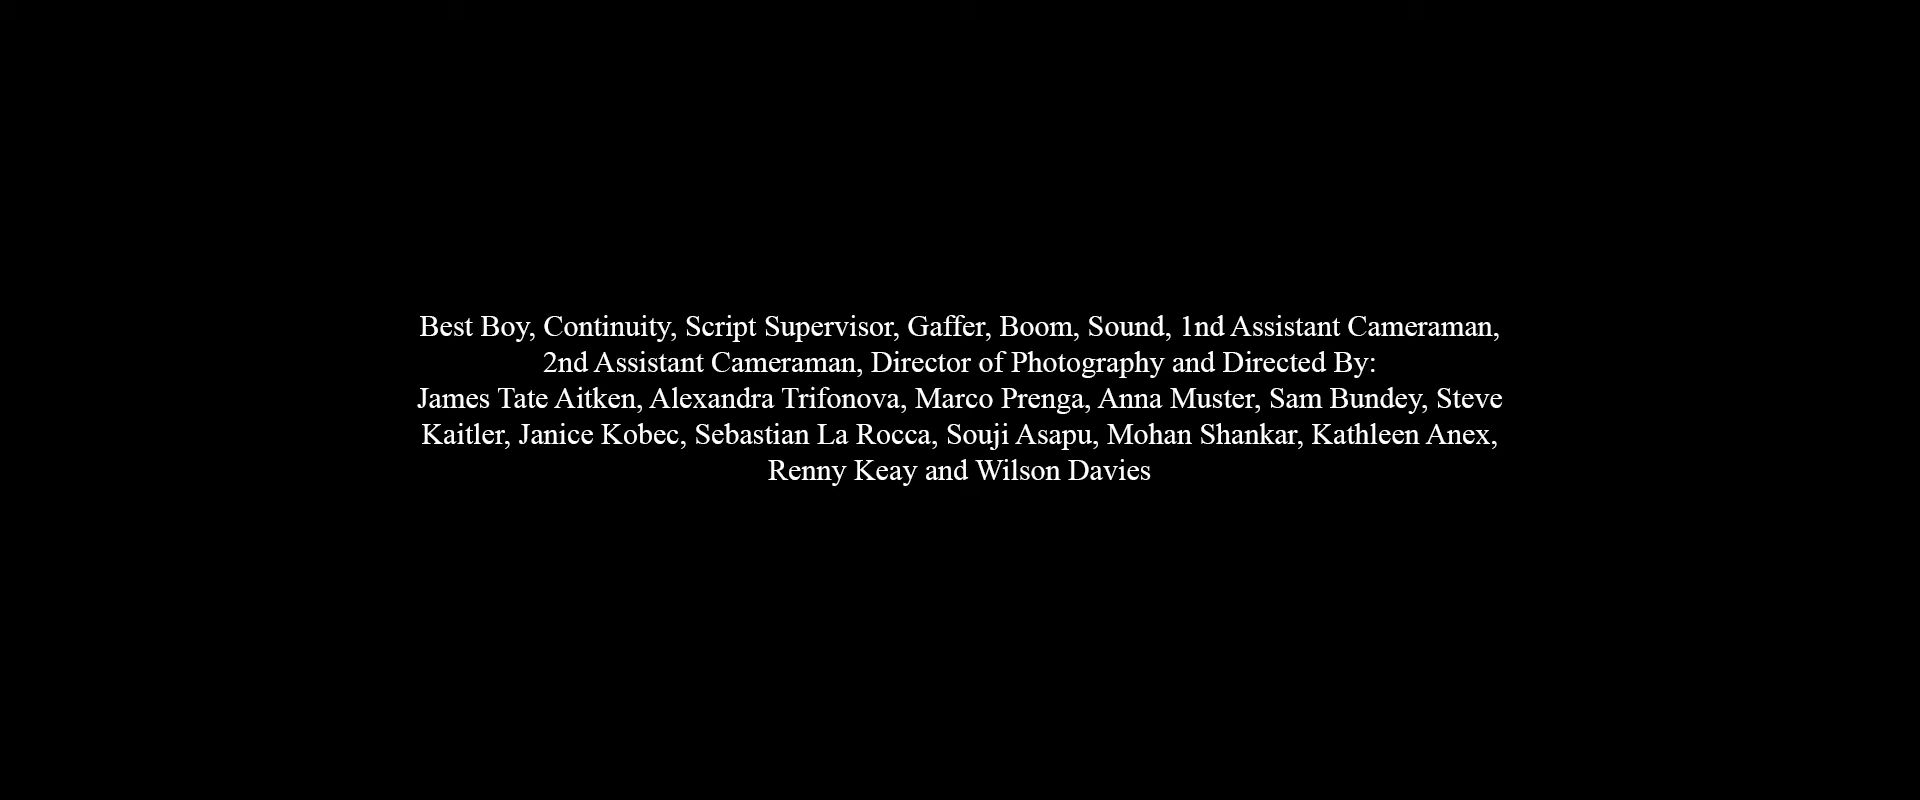 Best Boy, Continuity, Script Supervisor, Gaffer, Boom, Sound, 1nd Assistant Cameraman,
2nd Assistant Cameraman, Director of Photography and Directed By:
James Tate Aitken, Alexandra Trifonova, Marco Prenga, Anna Muster, Sam Bundey, Steve
Kaitler, Janice Kobec, Sebastian La Rocca, Souji Asapu, Mohan Shankar, Kathleen Anex,
Renny Keay and Wilson Davies